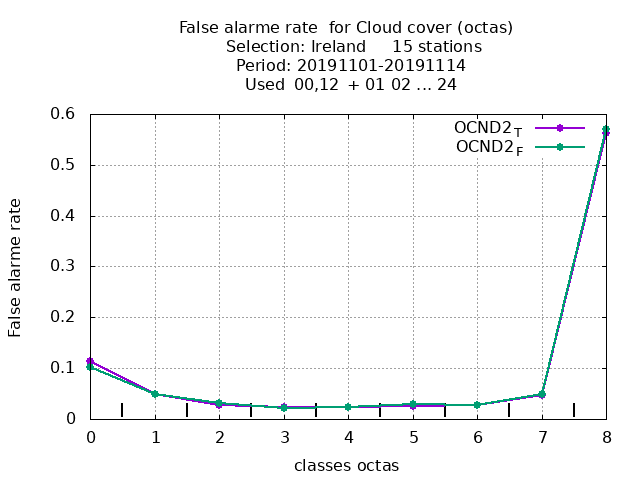 False alarme rate  for Cloud cover (octas)
Selection: Ireland     15 stations
Period: 20191101-20191114
Used  00,12  + 01 02 ... 24
OCND2T
OCND2F
0.6
0.5
0.4
0.3
0.2
0.1
0
False alarme rate
0 1 2 3 4 5 6 7 8
classes octas